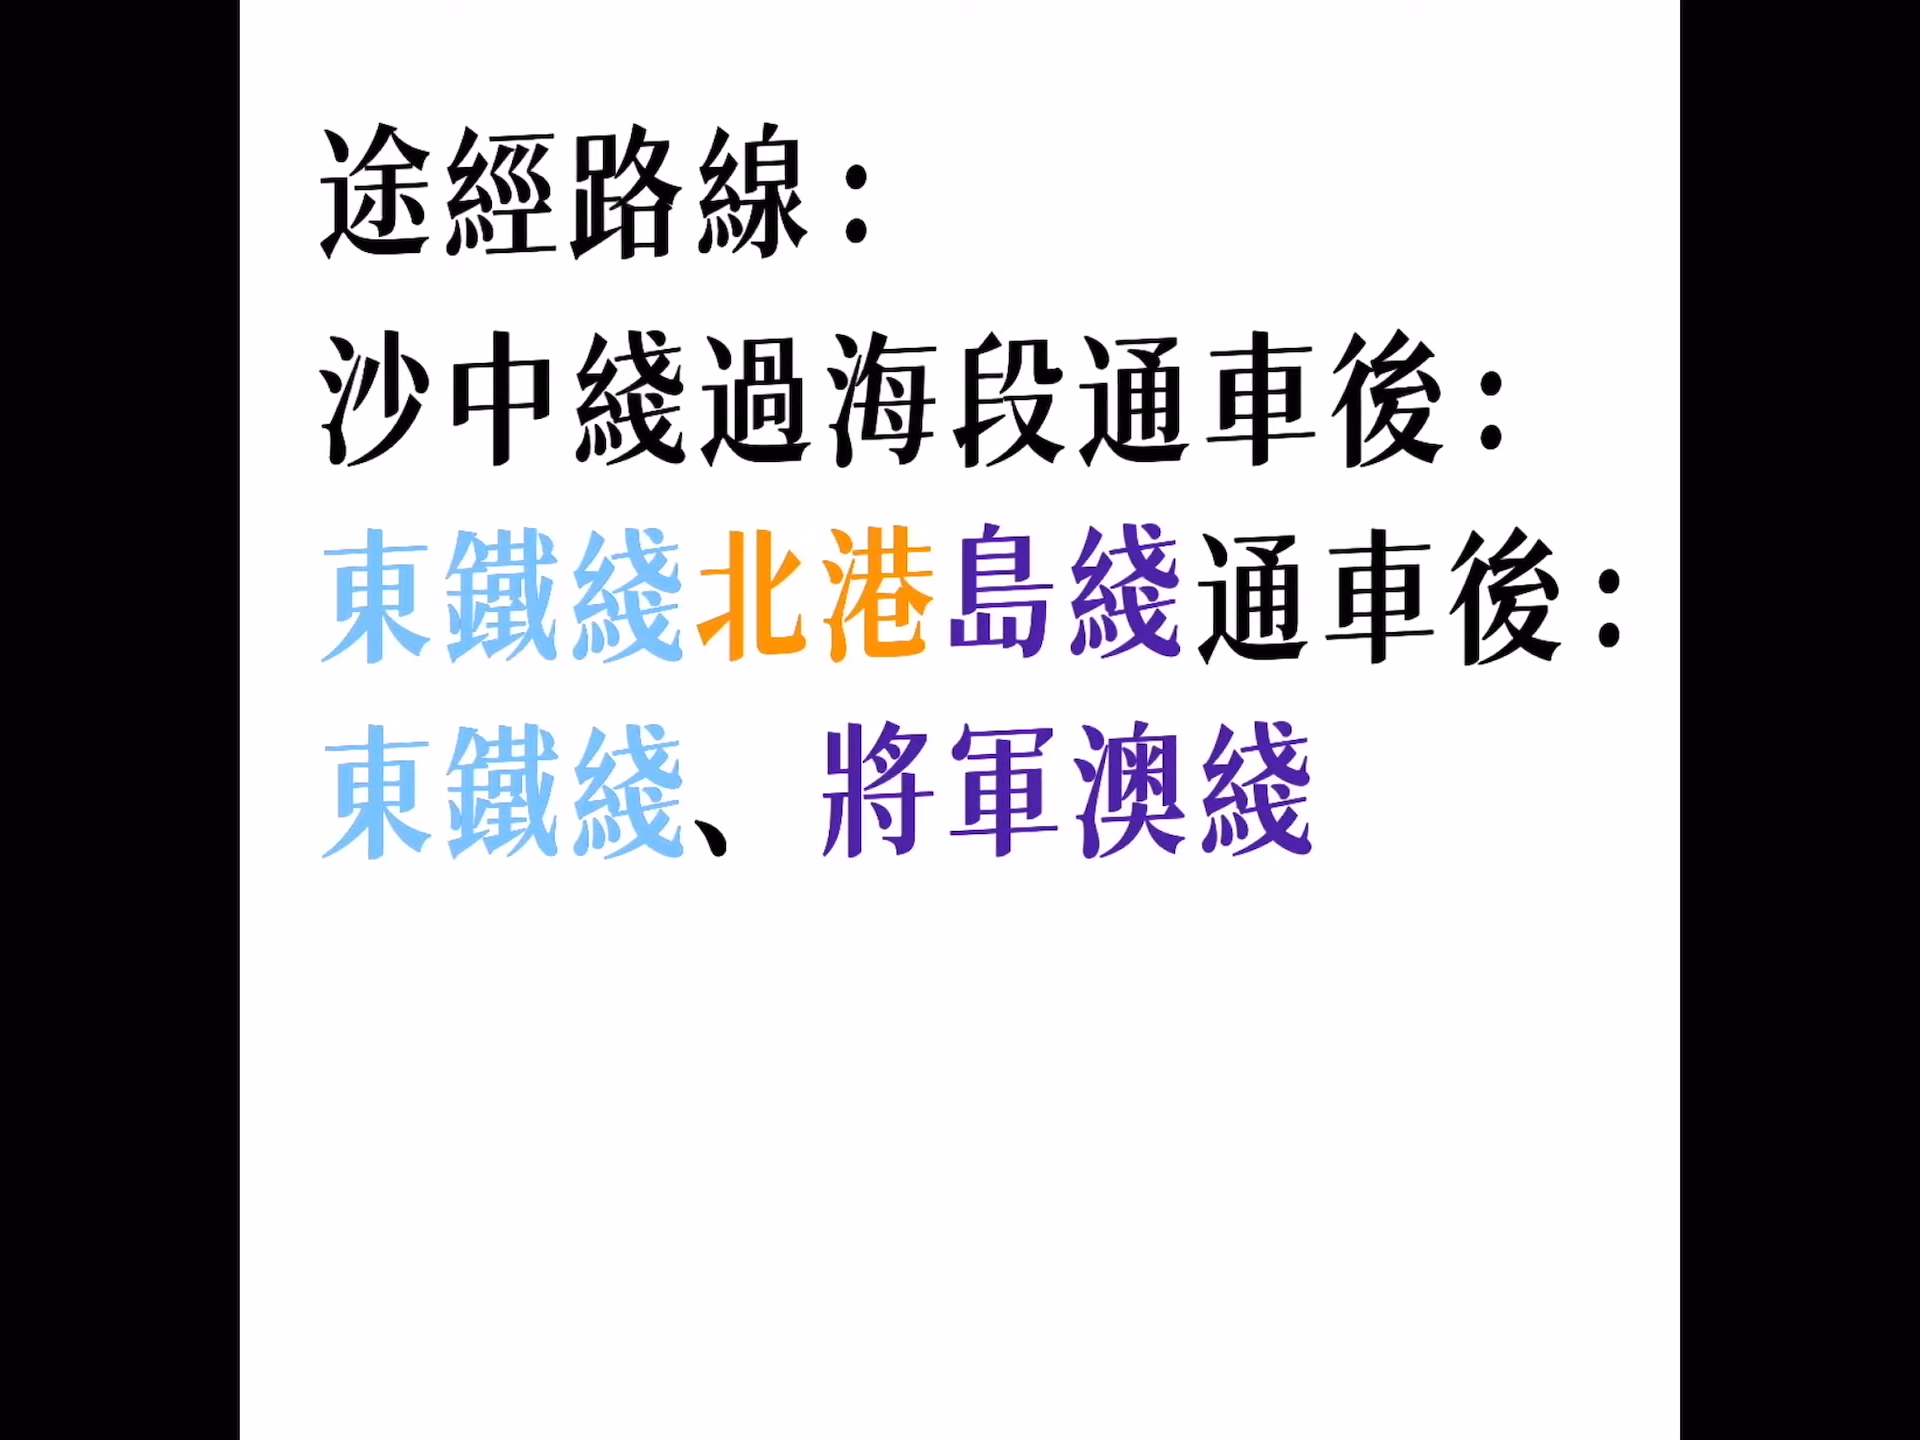 途經路線：
沙中綫過海段通車後：
東鐵綫北港島綫通車後：
東鐵綫、將軍澳綫